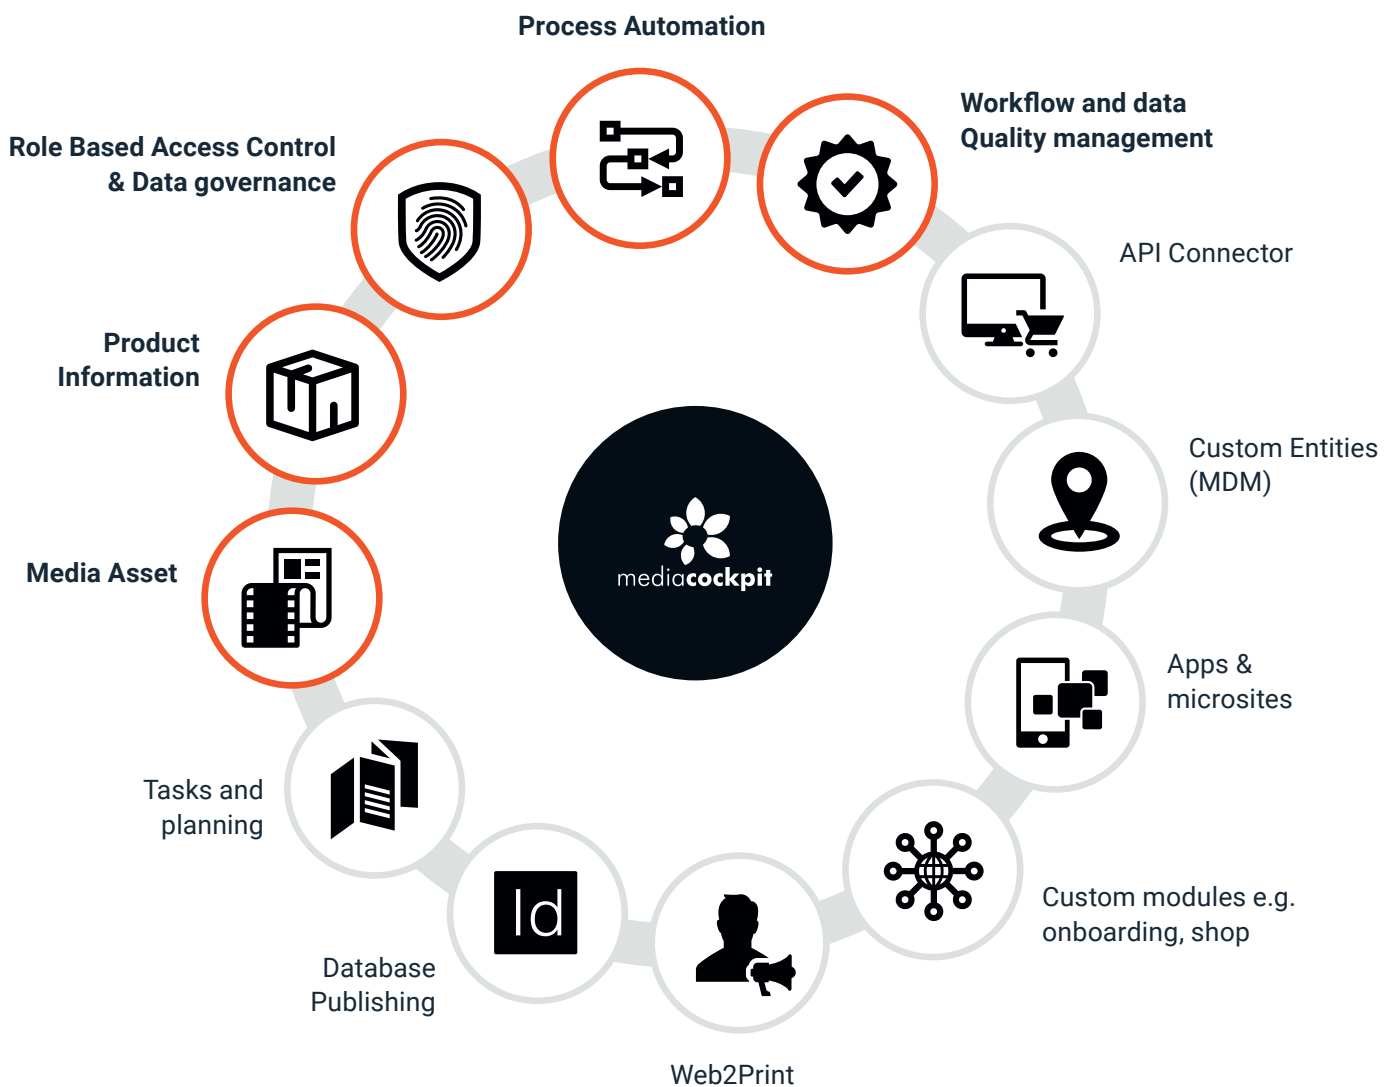 Process Automation
Workflow and data
Quality management
Role Based Access Control
& Data governance
API Connector
Product
Information
Custom Entities
(MDM)
Media Asset
mediacockpit
Apps &
microsites
Tasks and
planning
Id
Custom modules e.g.
onboarding, shop
Database
Publishing
Web2Print